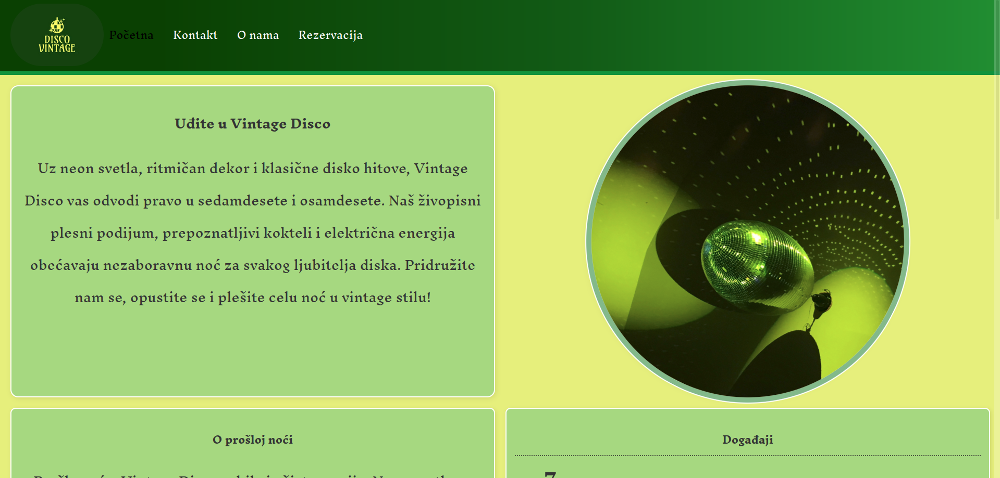 DISCO
VINTAGE
Početna Kontakt O nama Rezervacija
Uđite u Vintage Disco
Uz neon svetla, ritmičan dekor i klasične disko hitove, Vintage
Disco vas odvodi pravo u sedamdesete i osamdesete. Naš živopisni
plesni podijum, prepoznatljivi kokteli i električna energija
obećavaju nezaboravnu noć za svakog ljubitelja diska. Pridružite
nam se, opustite se i plešite celu noć u vintage stilu!
O prošloj noći
Događaji